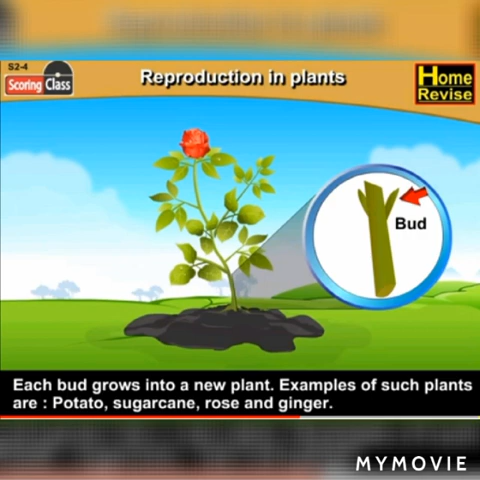 S2-4
Scoring Class
Reproduction in plants
Home
Revise
Bud
Each bud grows into a new plant. Examples of such plants
are : Potato, sugarcane, rose and ginger.
MYMOVIE